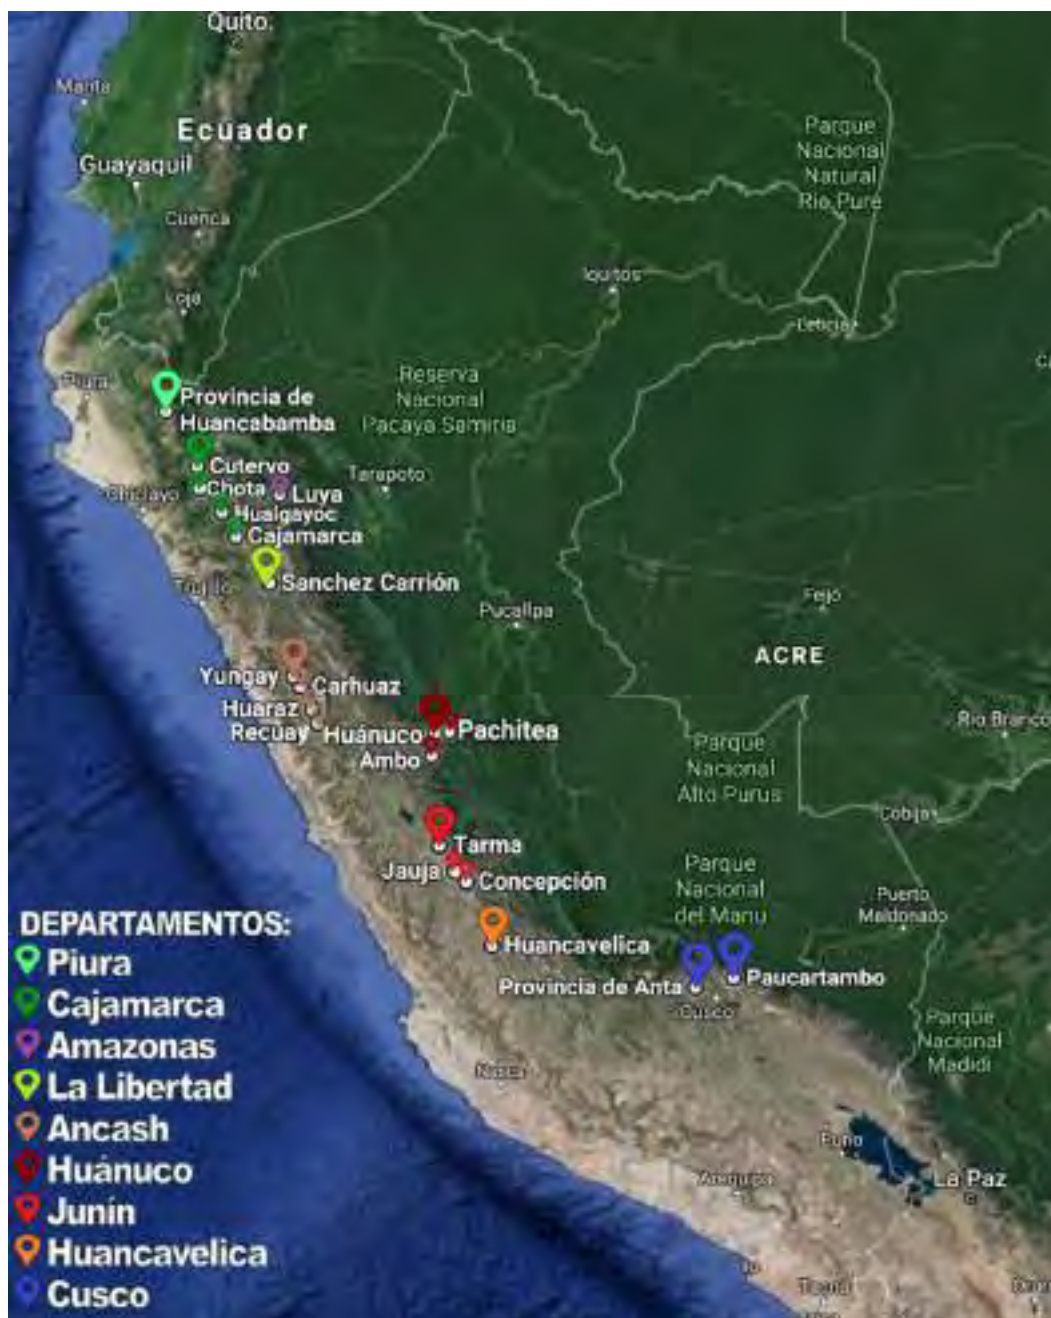 Quito.
Manta
Ecuador
Guayaquil
Parque
Nacional
Natural
Rio Puré
Cuenca
Loja
Iquitos
Leticia
Piura
Reserva
Nacional
Pacaya Samiria
Provincia de
Huancabamba
Cutervo
Tarapoto
Chiclayo
Chota
Luya
Hualgayoc
Cajamarca
Sanchez Carrión
Trujillo
Pucallpa
Feijó
ACRE
Yungay
Carhuaz
Huaraz
Recuay
Huánuco
Pachitea
Ambo
Rio Branco
Parque
Nacional
Alto Purus
Cobija
Tarma
Jauja
Concepción
Parque
Nacional
del Manu
Puerto
Maldonado
Huancavelica
Provincia de Anta
Paucartambo
Cusco
Parque
Nacional
Madidi
Nazca
Puno
Arequipa
La Paz
Ilo
Tacna
DEPARTAMENTOS:
Piura
Cajamarca
Amazonas
La Libertad
Ancash
Huánuco
Junín
Huancavelica
Cusco